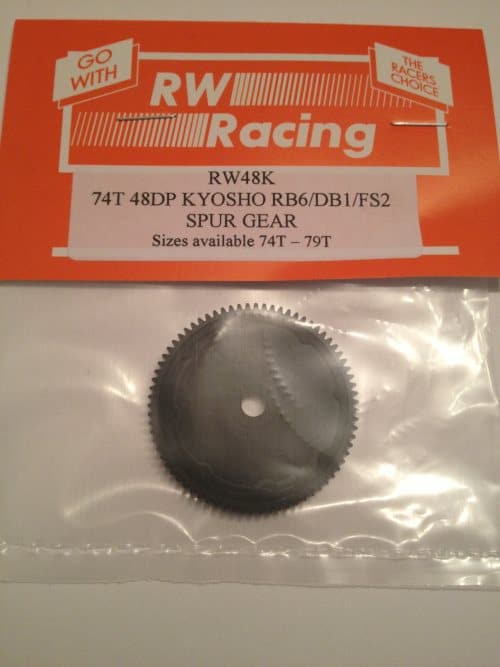 GO
WITH
THE
RACERS
CHOICE
RW
Racing
RW48K
74T 48DP KYOSHO RB6/DB1/FS2
SPUR GEAR
Sizes available 74T – 79T